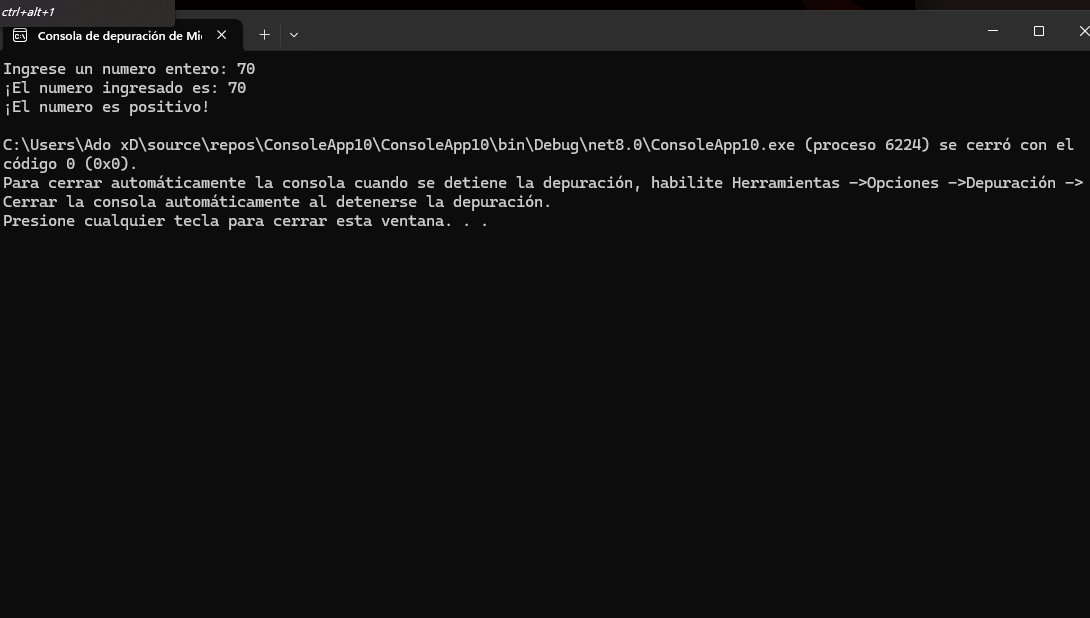 ctrl+alt+1
Consola de depuración de Mi
Ingrese un numero entero: 70
¡El numero ingresado es: 70
¡El numero es positivo!
C:\Users\Ado xD\source\repos\ConsoleApp10\ConsoleApp10\bin\Debug\net8.0\ConsoleApp10.exe (proceso 6224) se cerró con el
código 0 (0x0).
Para cerrar automáticamente la consola cuando se detiene la depuración, habilite Herramientas ->Opciones ->Depuración ->
Cerrar la consola automáticamente al detenerse la depuración.
Presione cualquier tecla para cerrar esta ventana. . .